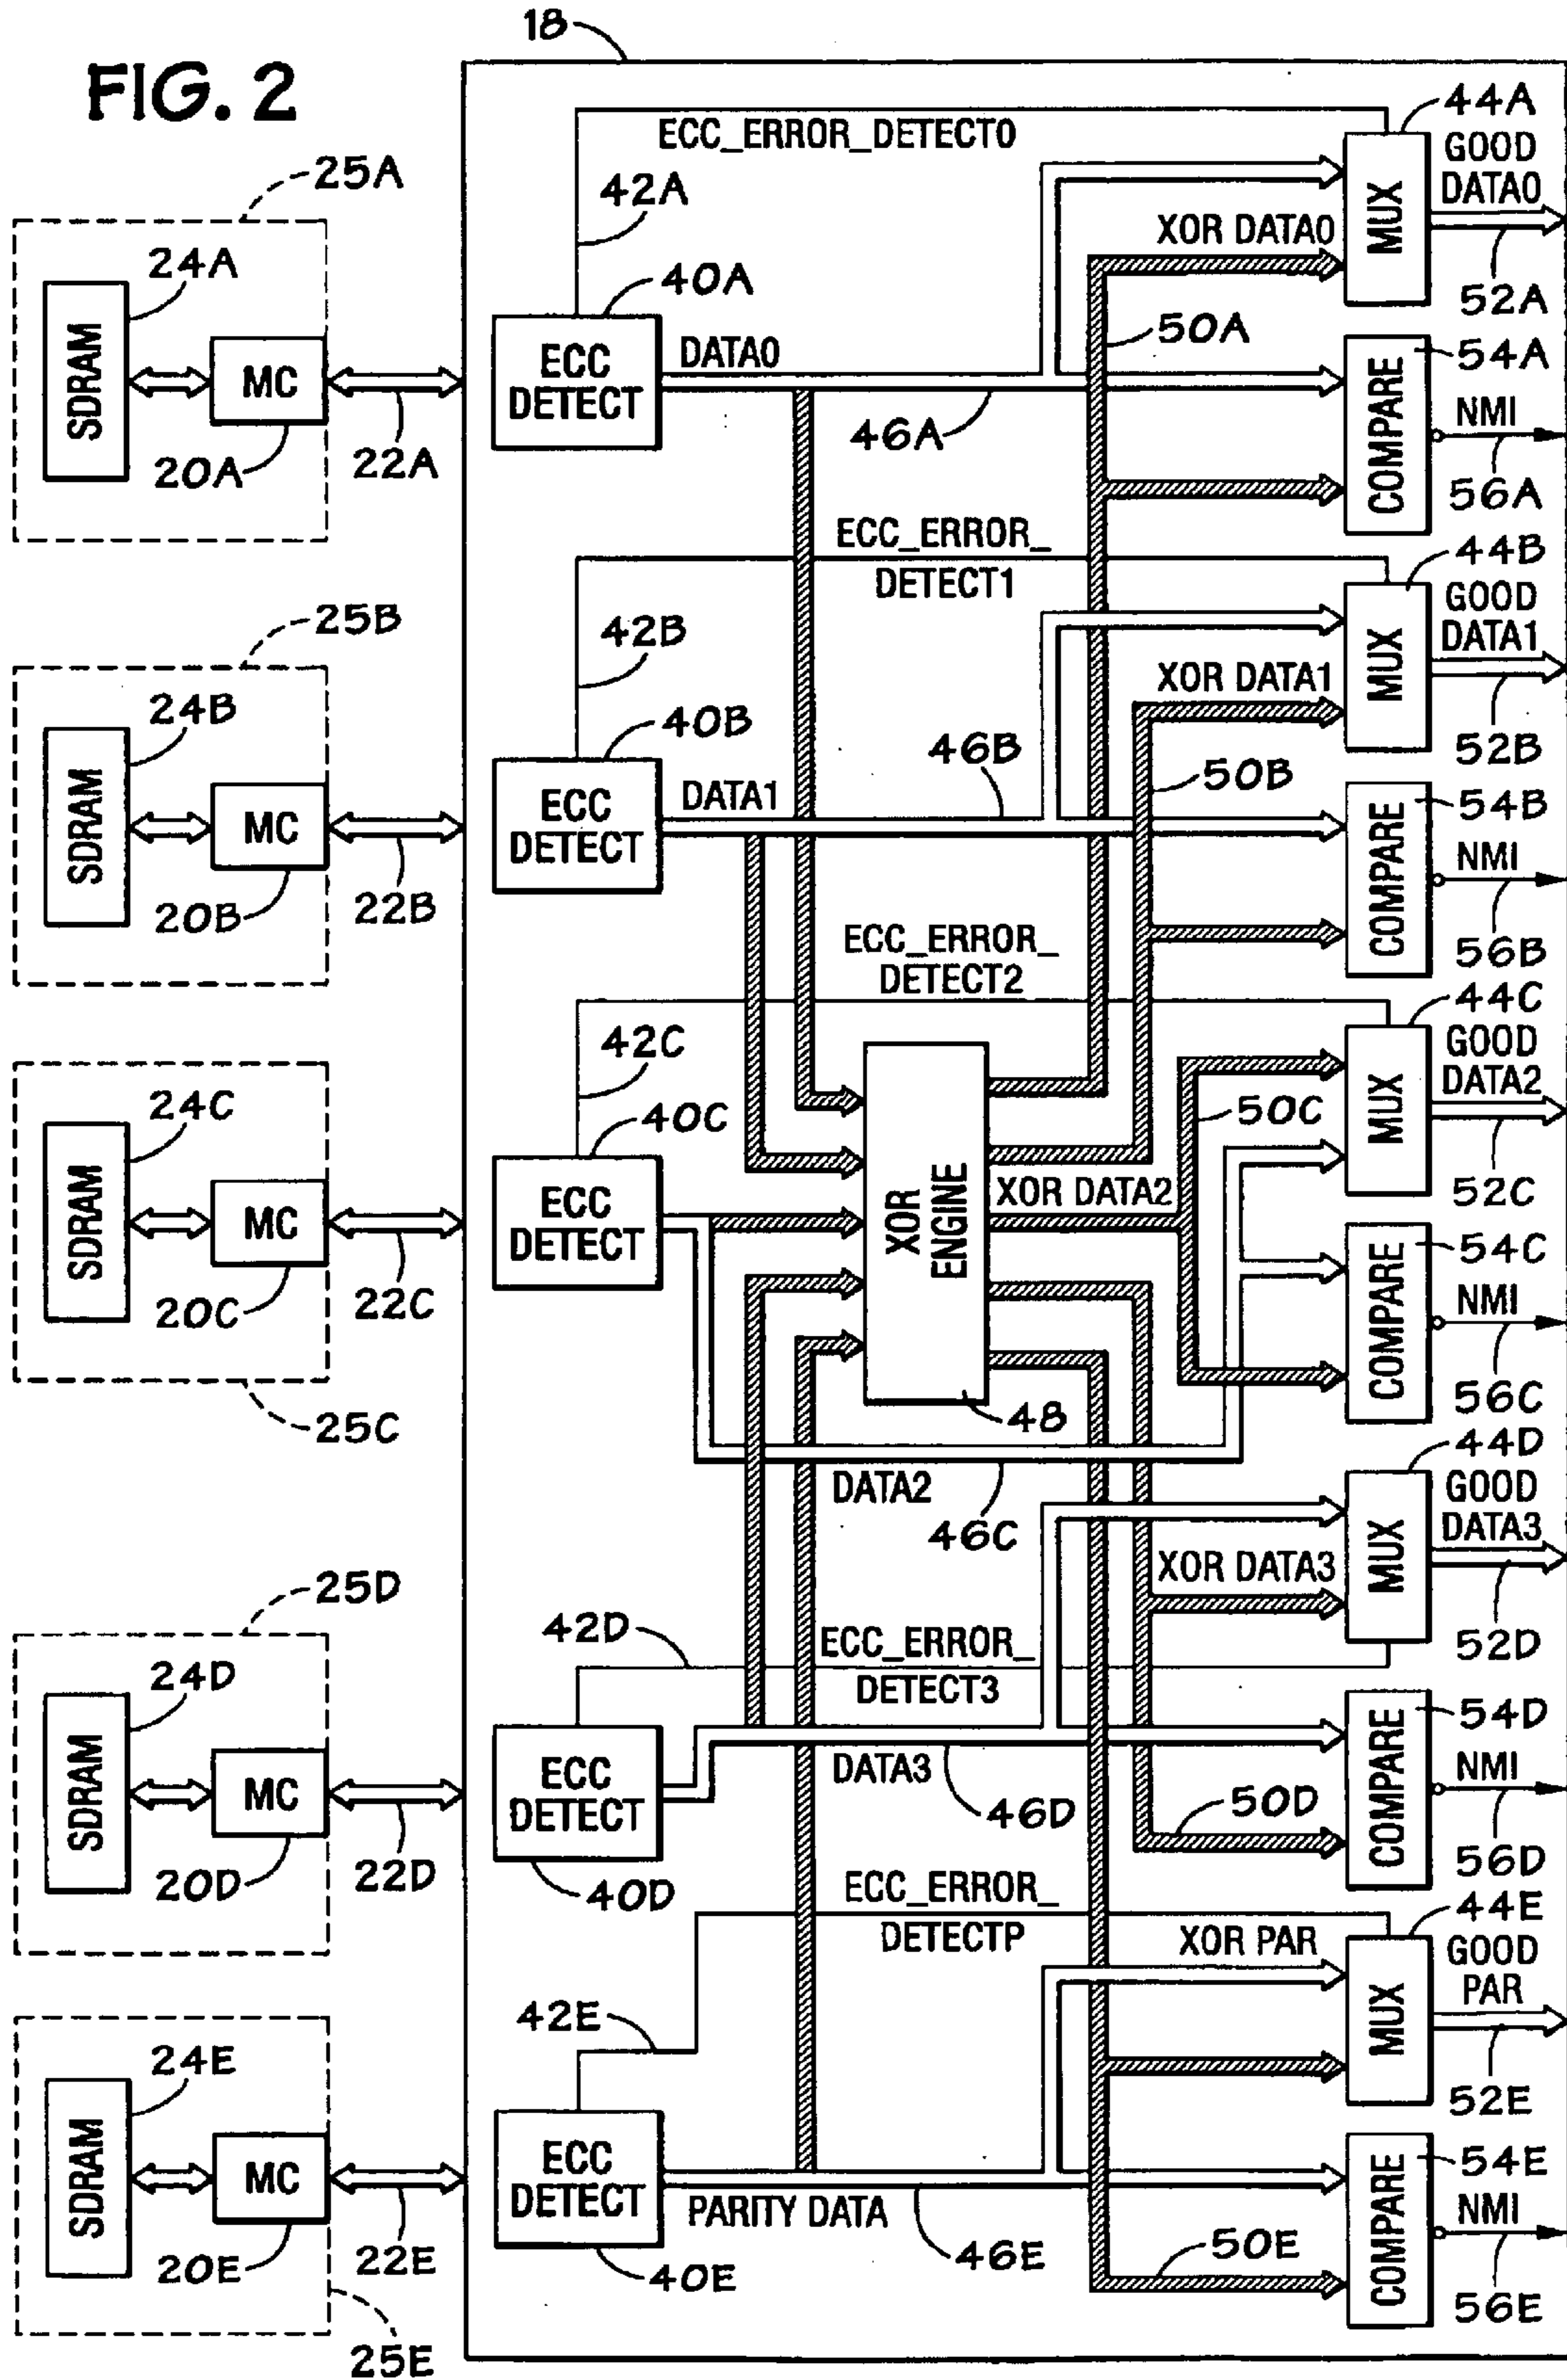 18
FIG. 2
44A
ECC_ERROR_DETECT0
GOOD
DATA0
25A
42A
MUX
XOR DATA0
24A
40A
52A
SDRAM
MC
ECC
DETECT
DATA0
50A
54A
COMPARE
NMI
46A
20A
22A
56A
ECC_ERROR_
DETECT1
44B
GOOD
DATA1
25B
42B
MUX
XOR DATA1
24B
40B
46B
50B
52B
SDRAM
MC
ECC
DETECT
DATA1
54B
COMPARE
NMI
20B
22B
56B
ECC_ERROR_
DETECT2
44C
GOOD
DATA2
42C
MUX
24C
40C
50C
SDRAM
MC
ECC
DETECT
XOR
ENGINE
XOR DATA2
52C
54C
COMPARE
NMI
20C
22C
56C
25C
48
DATA2
46C
44D
GOOD
DATA3
MUX
XOR DATA3
25D
42D
ECC_ERROR_
DETECT3
52D
24D
54D
SDRAM
MC
ECC
DETECT
DATA3
46D
50D
COMPARE
NMI
20D
22D
40D
56D
ECC_ERROR_
DETECTP
44E
XOR PAR
GOOD
PAR
42E
MUX
24E
52E
SDRAM
MC
ECC
DETECT
PARITY DATA
54E
COMPARE
NMI
20E
22E
40E
46E
50E
56E
25E